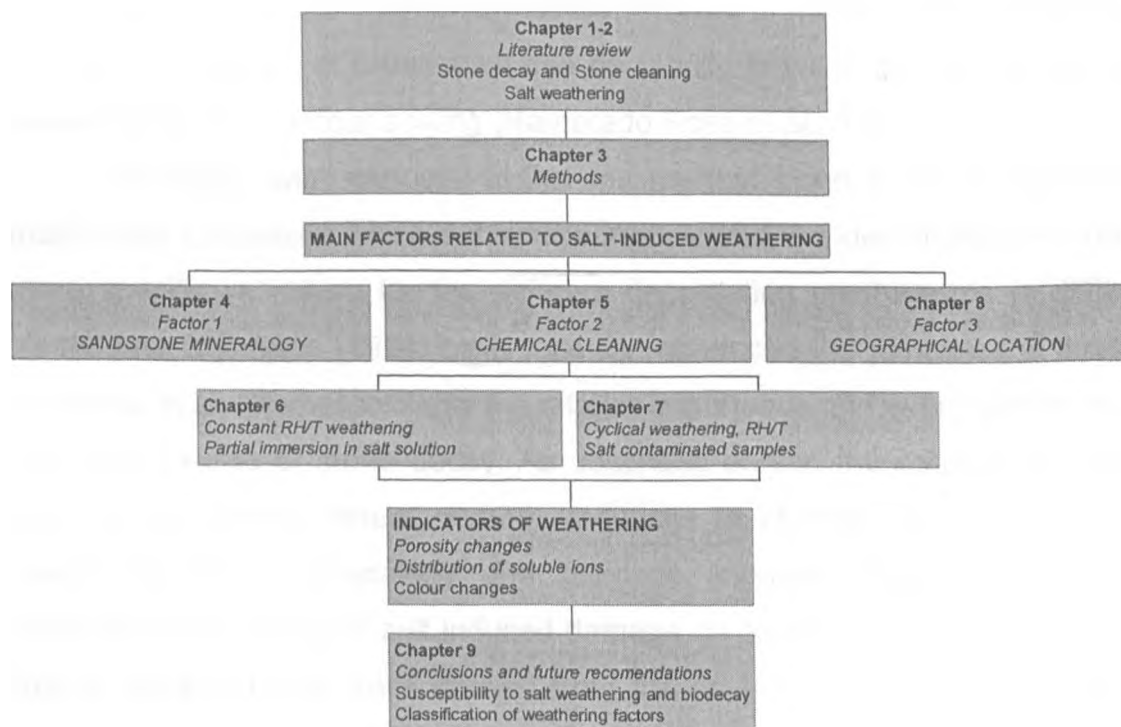 Chapter 1-2
Literature review
Stone decay and Stone cleaning
Salt weathering
Chapter 3
Methods
MAIN FACTORS RELATED TO SALT-INDUCED WEATHERING
Chapter 4
Factor 1
SANDSTONE MINERALOGY
Chapter 5
Factor 2
CHEMICAL CLEANING
Chapter 8
Factor 3
GEOGRAPHICAL LOCATION
Chapter 6
Constant RH/T weathering
Partial immersion in salt solution
Chapter 7
Cyclical weathering, RH/T
Salt contaminated samples
INDICATORS OF WEATHERING
Porosity changes
Distribution of soluble ions
Colour changes
Chapter 9
Conclusions and future recomendations
Susceptibility to salt weathering and biodecay
Classification of weathering factors